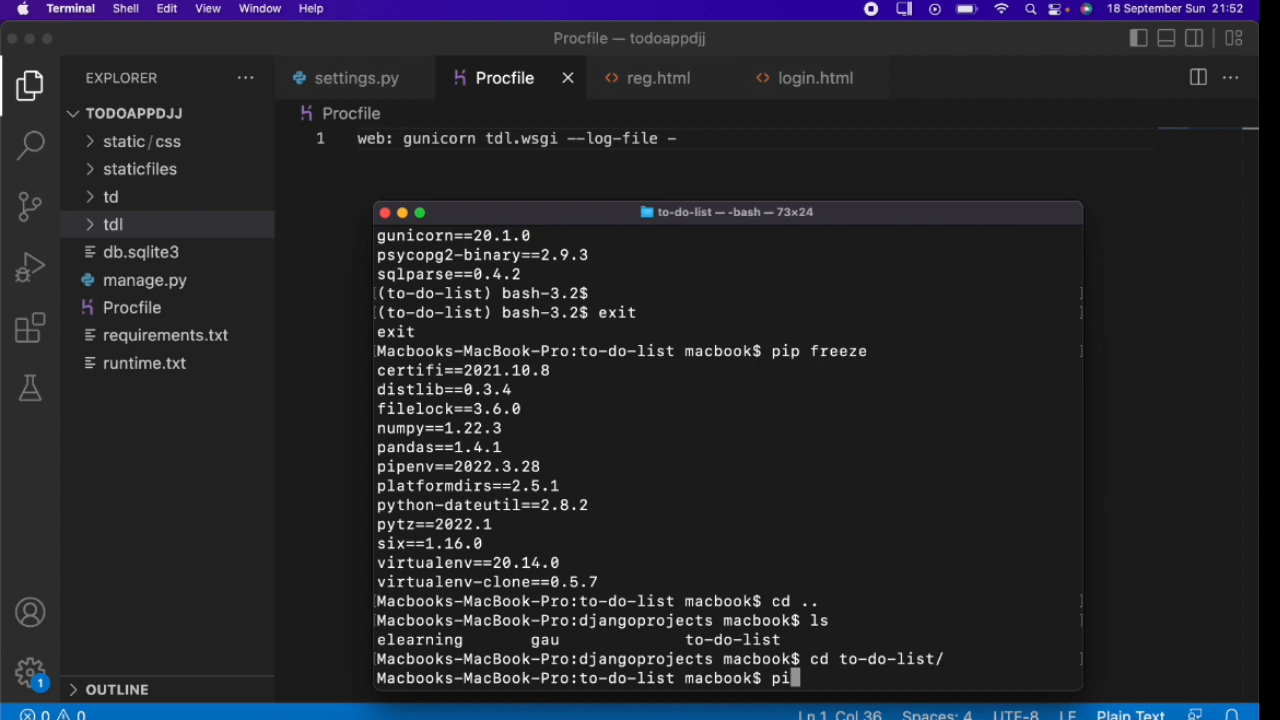 Terminal Shell Edit View Window Help 18 September Sun 21:52
Procfile — todoappdjj
EXPLORER ···
settings.py Procfile × reg.html login.html ···
TODOAPPDJJ
Procfile
static/css
1 web: gunicorn tdl.wsgi --log-file -
staticfiles
td
tdl
db.sqlite3
manage.py
Procfile
requirements.txt
runtime.txt
to-do-list — -bash — 73×24
gunicorn==20.1.0
psycopg2-binary==2.9.3
sqlparse==0.4.2
[(to-do-list) bash-3.2$ ]
[(to-do-list) bash-3.2$ exit ]
exit
[Macbooks-MacBook-Pro:to-do-list macbook$ pip freeze ]
certifi==2021.10.8
distlib==0.3.4
filelock==3.6.0
numpy==1.22.3
pandas==1.4.1
pipenv==2022.3.28
platformdirs==2.5.1
python-dateutil==2.8.2
pytz==2022.1
six==1.16.0
virtualenv==20.14.0
virtualenv-clone==0.5.7
[Macbooks-MacBook-Pro:to-do-list macbook$ cd .. ]
[Macbooks-MacBook-Pro:djangoprojects macbook$ ls ]
elearning gau to-do-list
[Macbooks-MacBook-Pro:djangoprojects macbook$ cd to-do-list/ ]
Macbooks-MacBook-Pro:to-do-list macbook$ pi
1
OUTLINE
0 0 Ln 1, Col 36 Spaces: 4 UTF-8 LF Plain Text